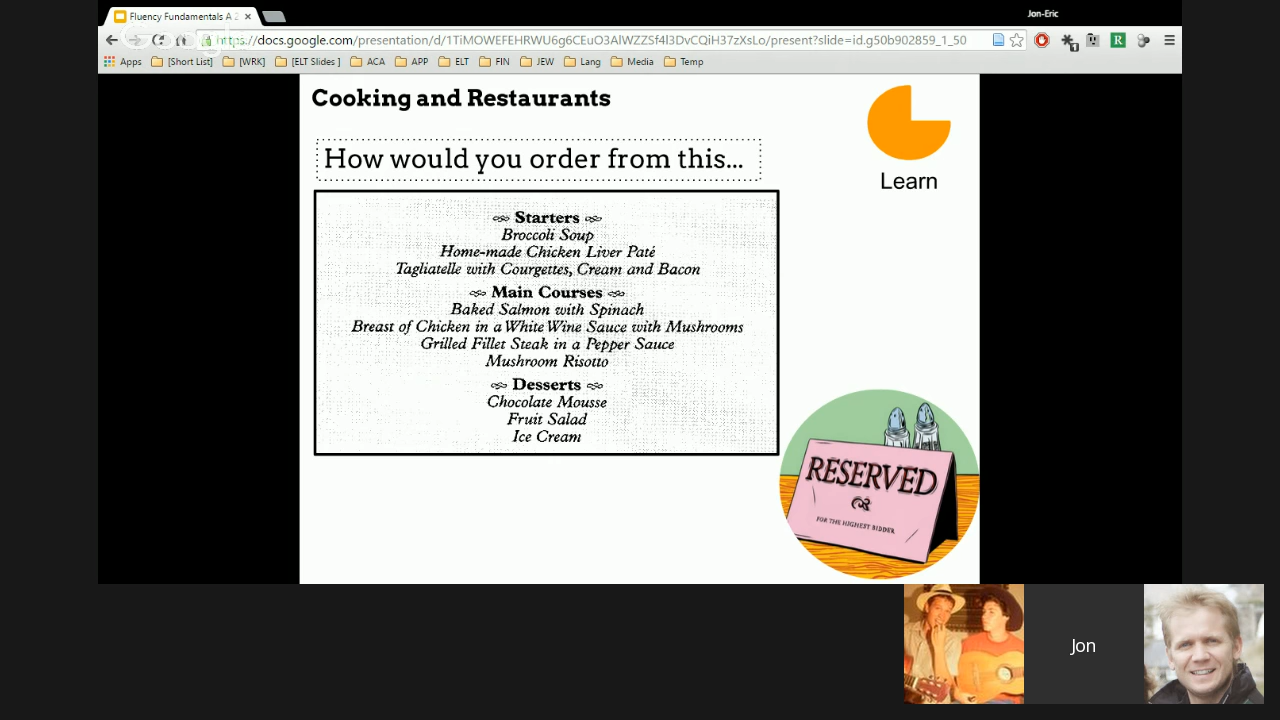 Fluency Fundamentals A 2
Jon-Eric
https://docs.google.com/presentation/d/1TiMOWEFEHRWU6g6CEuO3AlWZZSf4l3DvCQiH37zXsLo/present?slide=id.g50b902859_1_50
Apps [Short List] [WRK] [ELT Slides ] ACA APP ELT FIN JEW Lang Media Temp
Cooking and Restaurants
Learn
How would you order from this...
Starters
Broccoli Soup
Home-made Chicken Liver Paté
Tagliatelle with Courgettes, Cream and Bacon
Main Courses
Baked Salmon with Spinach
Breast of Chicken in a White Wine Sauce with Mushrooms
Grilled Fillet Steak in a Pepper Sauce
Mushroom Risotto
Desserts
Chocolate Mousse
Fruit Salad
Ice Cream
RESERVED
FOR THE HIGHEST BIDDER
Jon